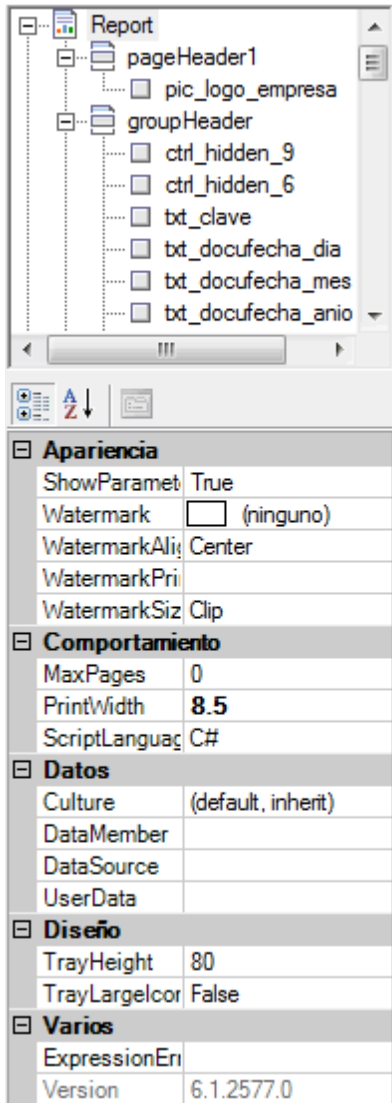 Report
pageHeader1
pic_logo_empresa
groupHeader
ctrl_hidden_9
ctrl_hidden_6
txt_clave
txt_docufecha_dia
txt_docufecha_mes
txt_docufecha_anio
Apariencia
ShowParamet True
Watermark (ninguno)
WatermarkAlig Center
WatermarkPri
WatermarkSiz Clip
Comportamiento
MaxPages 0
PrintWidth 8.5
ScriptLanguag C#
Datos
Culture (default, inherit)
DataMember
DataSource
UserData
Diseño
TrayHeight 80
TrayLargeIcor False
Varios
ExpressionErr
Version 6.1.2577.0